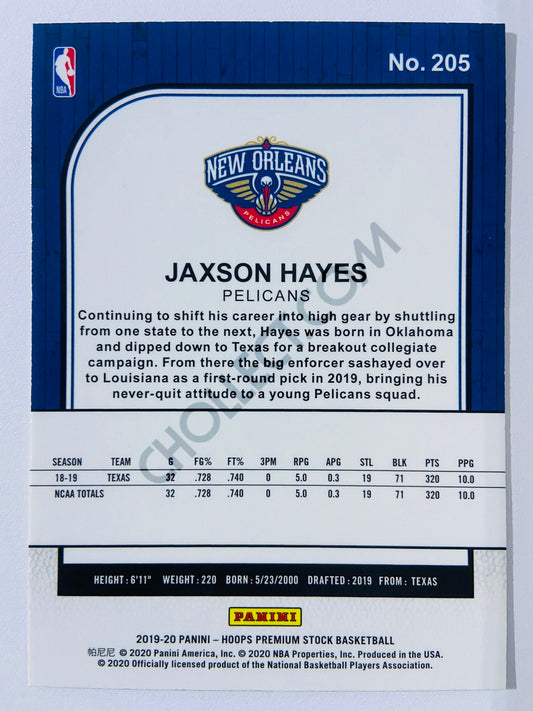 NBA
No. 205
NEW ORLEANS
PELICANS
JAXSON HAYES
PELICANS
Continuing to shift his career into high gear by shuttling
from one state to the next, Hayes was born in Oklahoma
and dipped down to Texas for a breakout collegiate
campaign. From there the big enforcer sashayed over
to Louisiana as a first-round pick in 2019, bringing his
never-quit attitude to a young Pelicans squad.
CHOLLECT.COM
SEASON TEAM G FG% FT% 3PM RPG APG STL BLK PTS PPG
18-19 TEXAS 32 .728 .740 0 5.0 0.3 19 71 320 10.0
NCAA TOTALS 32 .728 .740 0 5.0 0.3 19 71 320 10.0
HEIGHT: 6'11" WEIGHT: 220 BORN: 5/23/2000 DRAFTED: 2019 FROM: TEXAS
PANINI
2019-20 PANINI – HOOPS PREMIUM STOCK BASKETBALL
帕尼尼 © 2020 Panini America, Inc. © 2020 NBA Properties, Inc. Produced in the USA.
© 2020 Officially licensed product of the National Basketball Players Association.